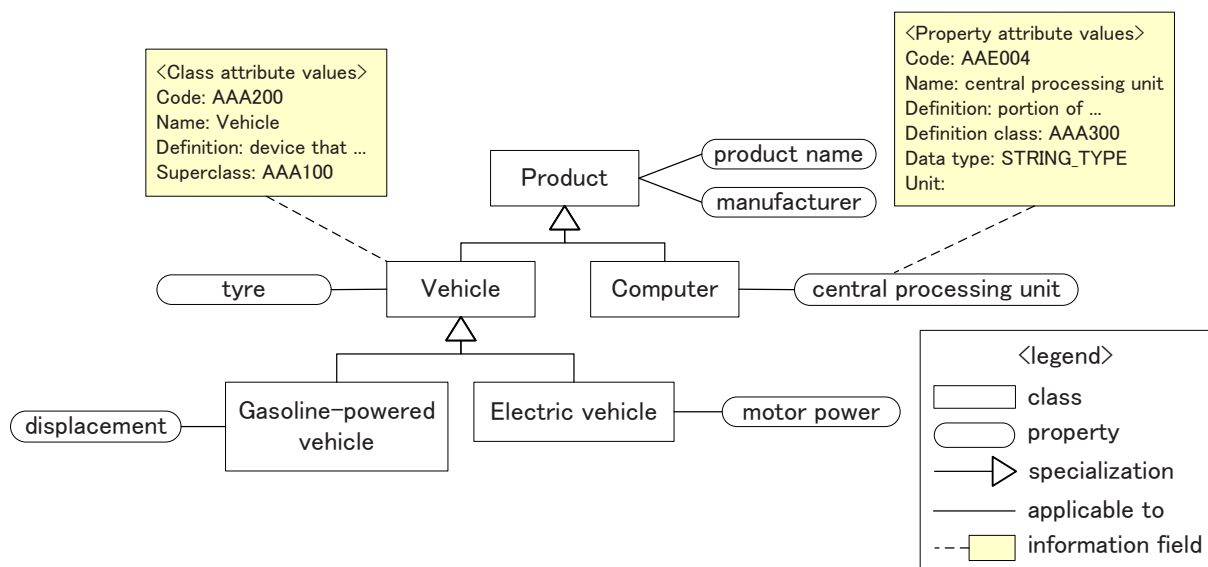 <Class attribute values>
Code: AAA200
Name: Vehicle
Definition: device that ...
Superclass: AAA100
<Property attribute values>
Code: AAE004
Name: central processing unit
Definition: portion of ...
Definition class: AAA300
Data type: STRING_TYPE
Unit:
Product
product name
manufacturer
tyre
Vehicle
Computer
central processing unit
displacement
Gasoline-powered
vehicle
Electric vehicle
motor power
<legend>
class
property
specialization
applicable to
information field